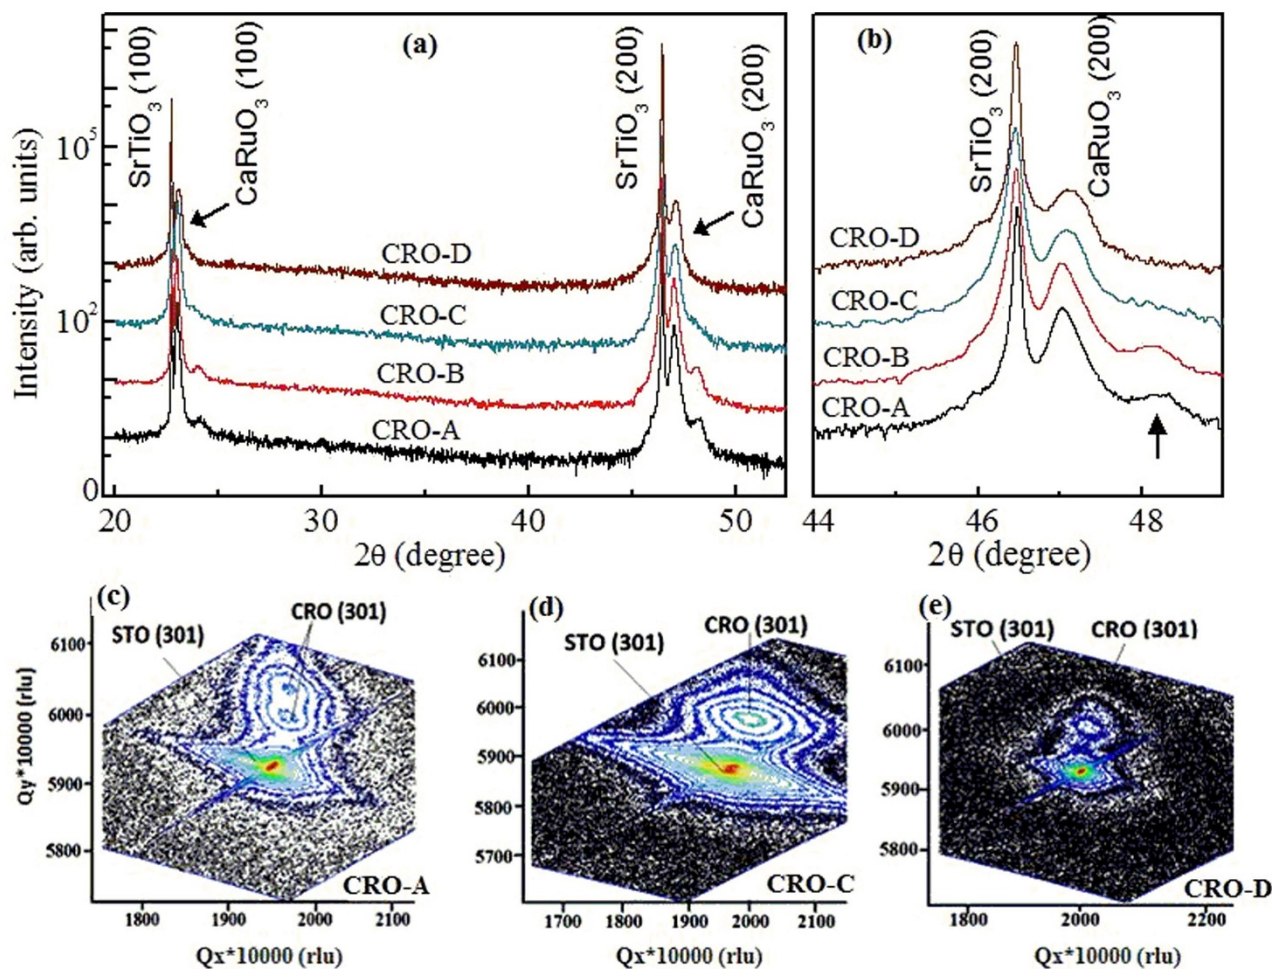 (a)
SrTiO3 (100)
CaRuO3 (100)
SrTiO3 (200)
CaRuO3 (200)
CRO-D
CRO-C
CRO-B
CRO-A
Intensity (arb. units)
10^5
10^2
0
20
30
40
50
2θ (degree)
(b)
SrTiO3 (200)
CaRuO3 (200)
CRO-D
CRO-C
CRO-B
CRO-A
44
46
48
2θ (degree)
(c)
STO (301)
CRO (301)
Qy*10000 (rlu)
6100
6000
5900
5800
CRO-A
1800
1900
2000
2100
Qx*10000 (rlu)
(d)
STO (301)
CRO (301)
6100
6000
5900
5800
5700
CRO-C
1700
1800
1900
2000
2100
Qx*10000 (rlu)
(e)
STO (301)
CRO (301)
6100
6000
5900
5800
CRO-D
1800
2000
2200
Qx*10000 (rlu)